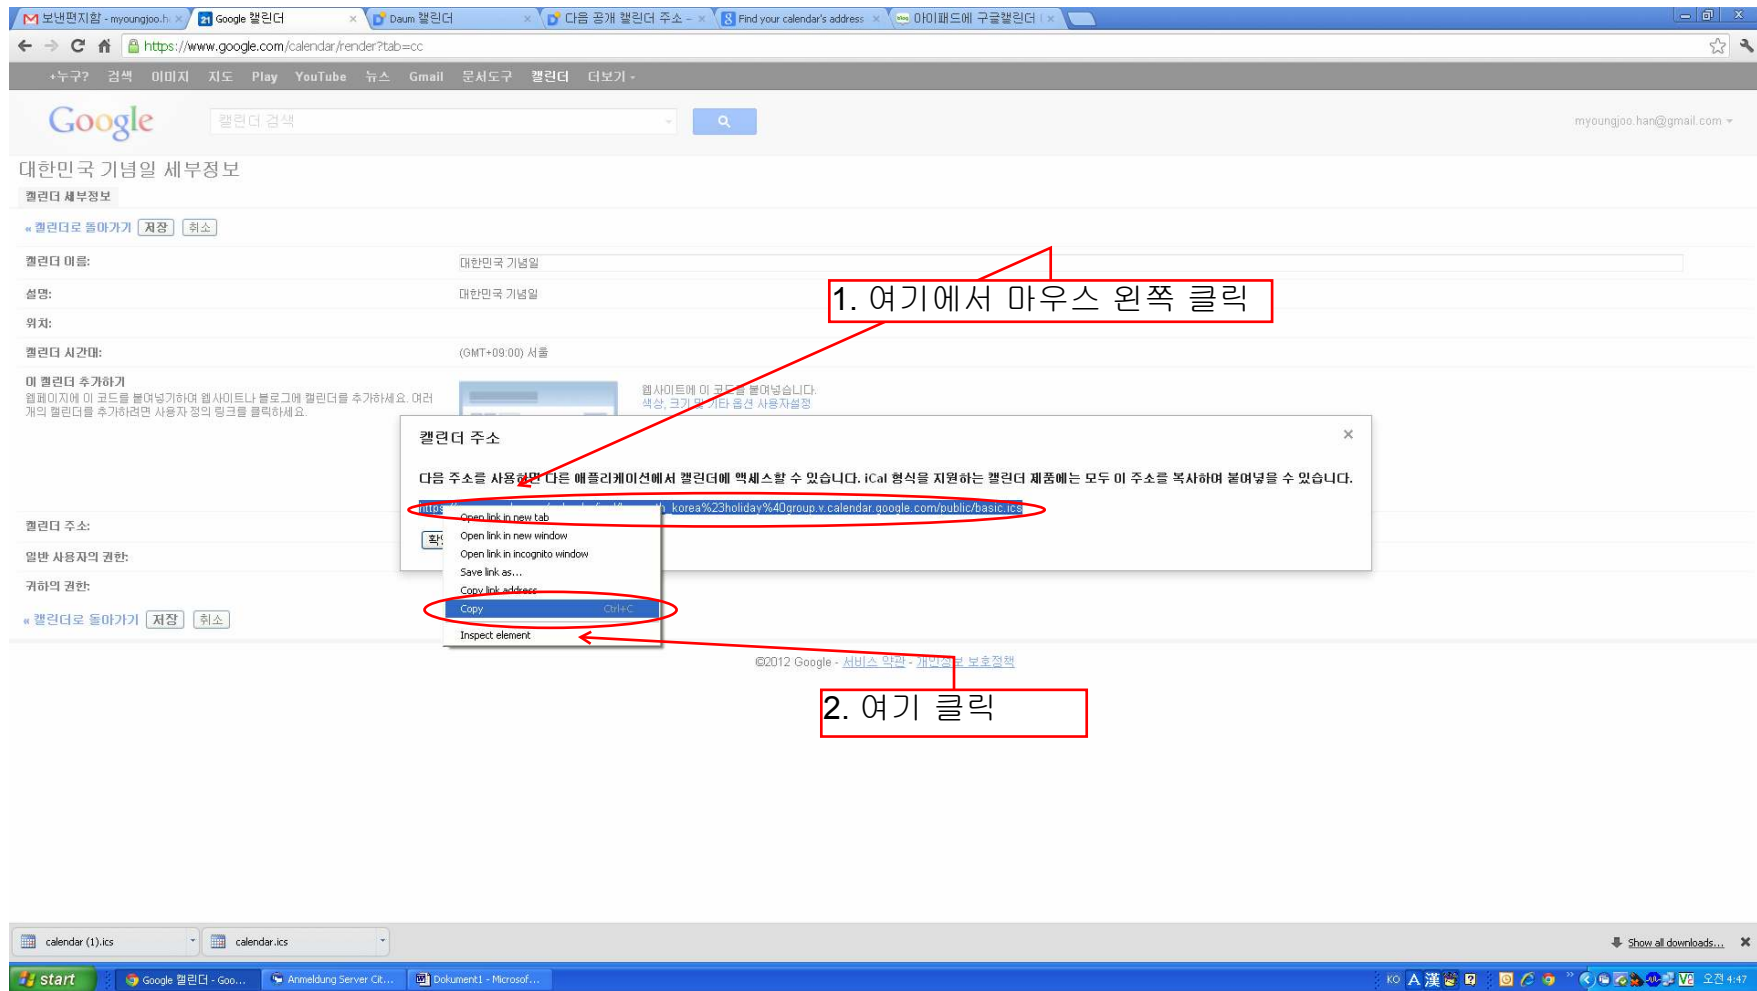 보낸편지함 - myoungjoo.h
Google 캘린더
Daum 캘린더
다음 공개 캘린더 주소 –
Find your calendar's address
아이패드에 구글캘린더
https://www.google.com/calendar/render?tab=cc
+누구? 검색 이미지 지도 Play YouTube 뉴스 Gmail 문서도구 캘린더 더보기
Google
캘린더 검색
myoungjoo.han@gmail.com
대한민국 기념일 세부정보
캘린더 세부정보
« 캘린더로 돌아가기 저장 취소
캘린더 이름: 대한민국 기념일
설명: 대한민국 기념일
1. 여기에서 마우스 왼쪽 클릭
위치:
캘린더 시간대: (GMT+09:00) 서울
이 캘린더 추가하기
웹페이지에 이 코드를 붙여넣기하여 웹사이트나 블로그에 캘린더를 추가하세요. 여러
개의 캘린더를 추가하려면 사용자 정의 링크를 클릭하세요.
웹사이트에 이 코드를 붙여넣습니다.
색상, 크기 및 기타 옵션 사용자설정
캘린더 주소
다음 주소를 사용하면 다른 애플리케이션에서 캘린더에 액세스할 수 있습니다. iCal 형식을 지원하는 캘린더 제품에는 모두 이 주소를 복사하여 붙여넣을 수 있습니다.
https korea%23holiday%40group.v.calendar.google.com/public/basic.ics
Open link in new tab
Open link in new window
Open link in incognito window
Save link as...
Copy link address
Copy Ctrl+C
Inspect element
캘린더 주소:
일반 사용자의 권한:
귀하의 권한:
« 캘린더로 돌아가기 저장 취소
©2012 Google - 서비스 약관 - 개인정보 보호정책
2. 여기 클릭
calendar (1).ics
calendar.ics
Show all downloads...
start
Google 캘린더 - Goo...
Anmeldung Server Cit...
Dokument1 - Microsof...
KO A 漢
오전 4:47